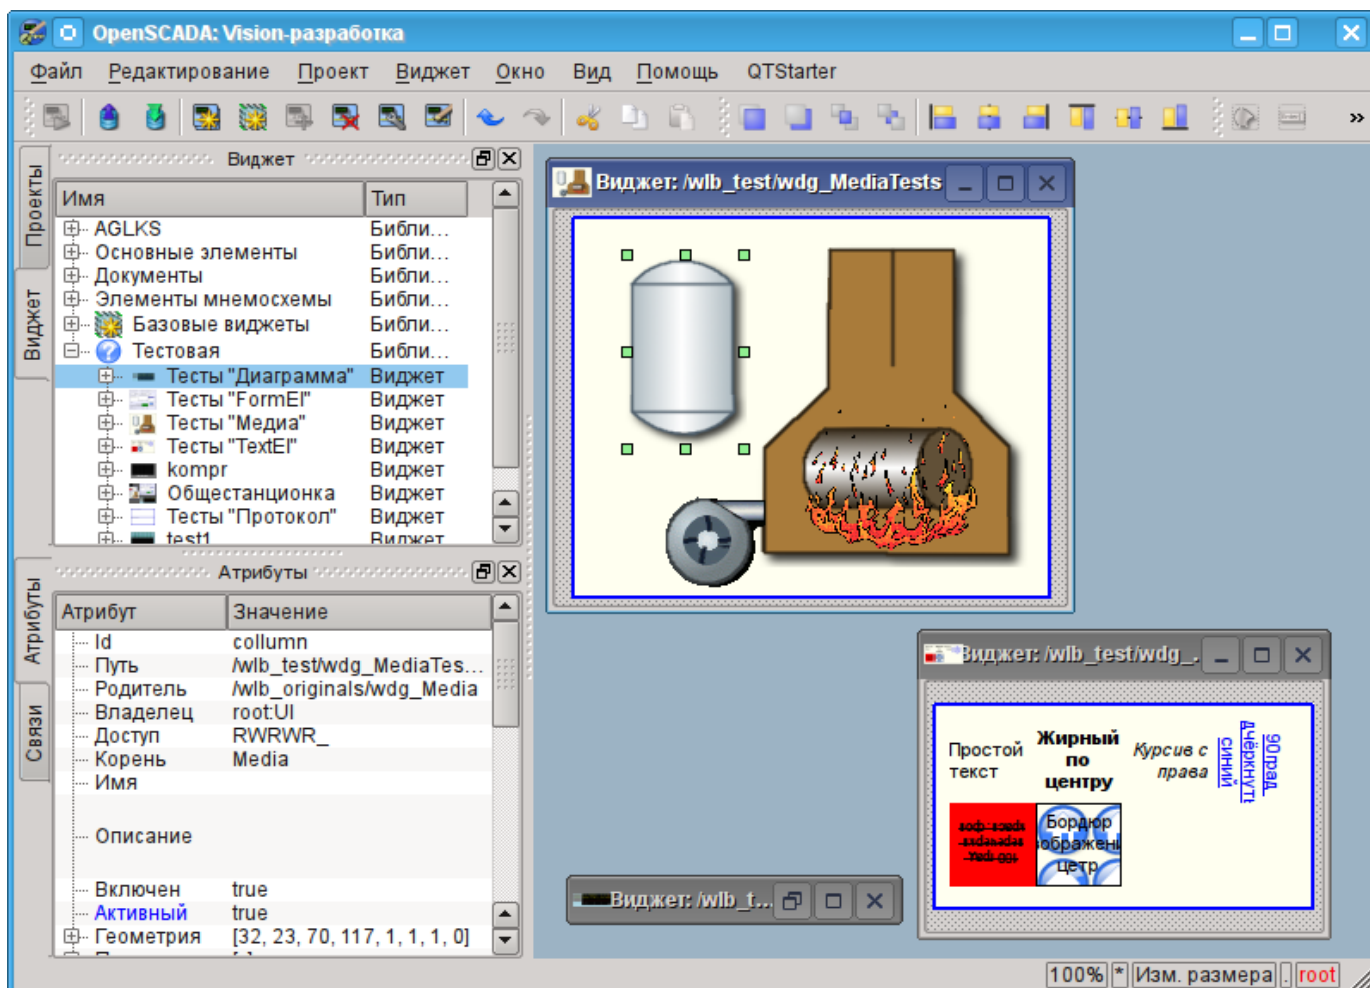 OpenSCADA: Vision-разработка
Файл Редактирование Проект Виджет Окно Вид Помощь QTStarter
»
Проекты
Виджет
Виджет
Имя Тип
AGLKS Библи...
Основные элементы Библи...
Документы Библи...
Элементы мнемосхемы Библи...
Базовые виджеты Библи...
Тестовая Библи...
Тесты "Диаграмма" Виджет
Тесты "FormEl" Виджет
Тесты "Медиа" Виджет
Тесты "TextEl" Виджет
kompr Виджет
Общестанционка Виджет
Тесты "Протокол" Виджет
test1 Виджет
Атрибуты
Связи
Атрибуты
Атрибут Значение
Id collumn
Путь /wlb_test/wdg_MediaTes...
Родитель /wlb_originals/wdg_Media
Владелец root:UI
Доступ RWRWR_
Корень Media
Имя
Описание
Включен true
Активный true
Геометрия [32, 23, 70, 117, 1, 1, 1, 0]
Виджет: /wlb_test/wdg_MediaTests
Виджет: /wlb_test/wdg_.
Простой
текст
Жирный
по
центру
Курсив с
права
90град
синий
Бордюр
цетр
Виджет: /wlb_t...
100% * Изм. размера . root